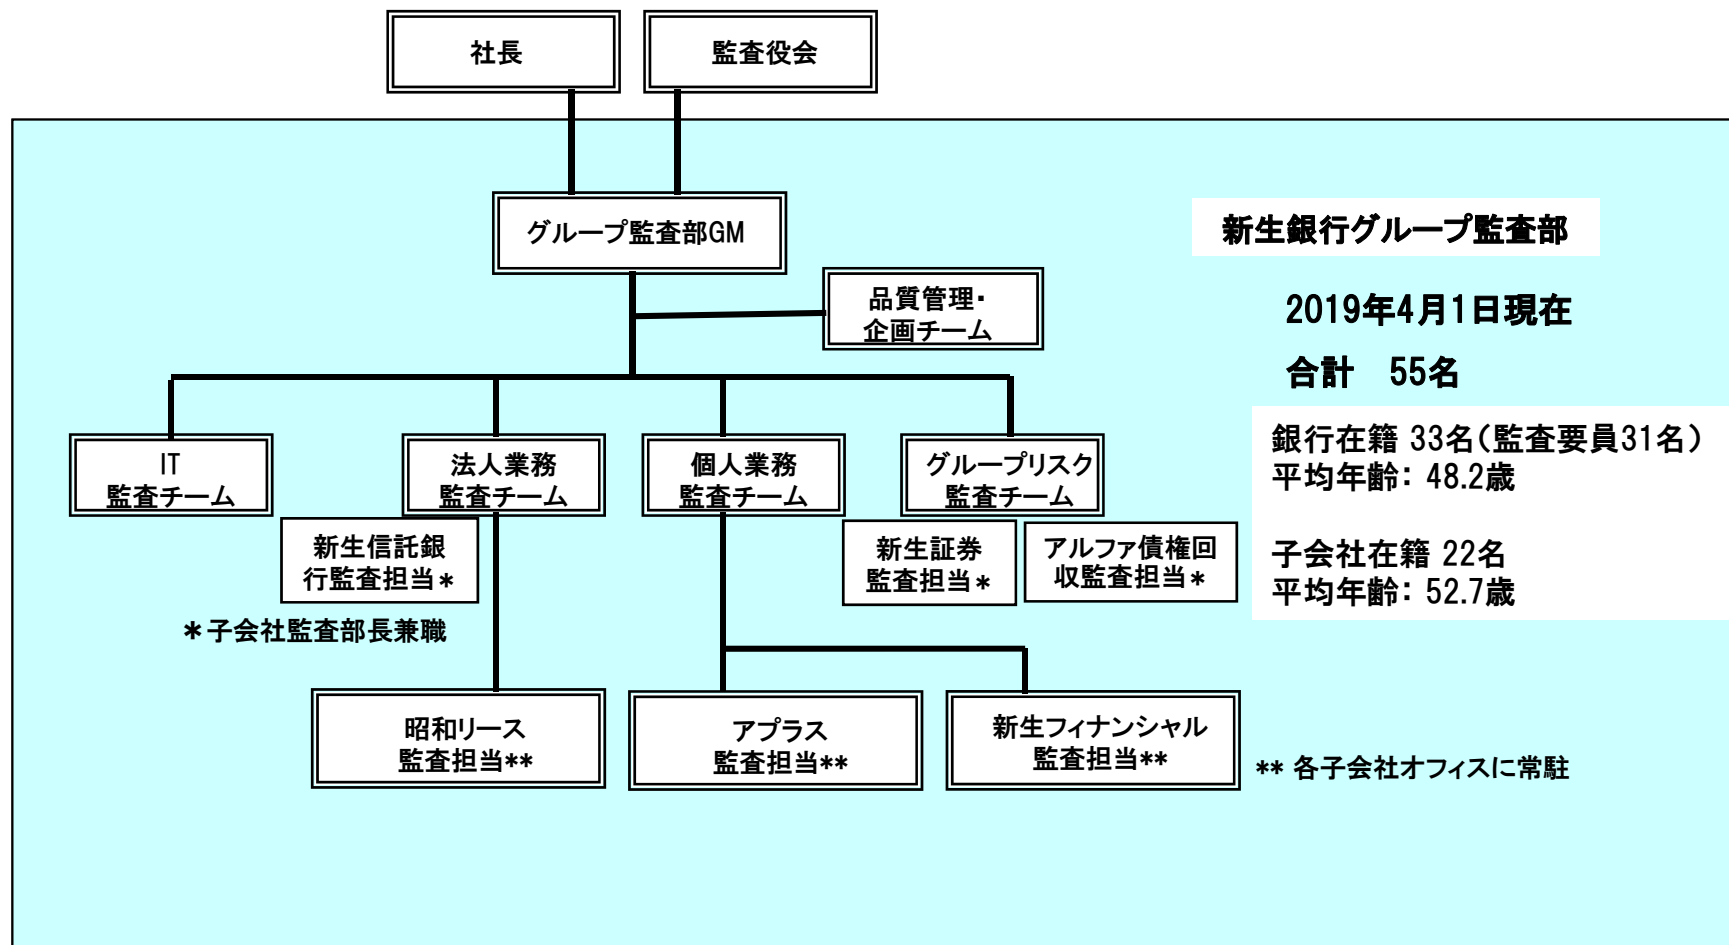 社長
監査役会
グループ監査部GM
新生銀行グループ監査部
品質管理・
企画チーム
2019年4月1日現在
合計　55名
IT
監査チーム
法人業務
監査チーム
個人業務
監査チーム
グループリスク
監査チーム
銀行在籍 33名（監査要員31名）
平均年齢： 48.2歳
子会社在籍 22名
平均年齢： 52.7歳
新生信託銀
行監査担当＊
新生証券
監査担当＊
アルファ債権回
収監査担当＊
＊子会社監査部長兼職
昭和リース
監査担当**
アプラス
監査担当**
新生フィナンシャル
監査担当**
** 各子会社オフィスに常駐